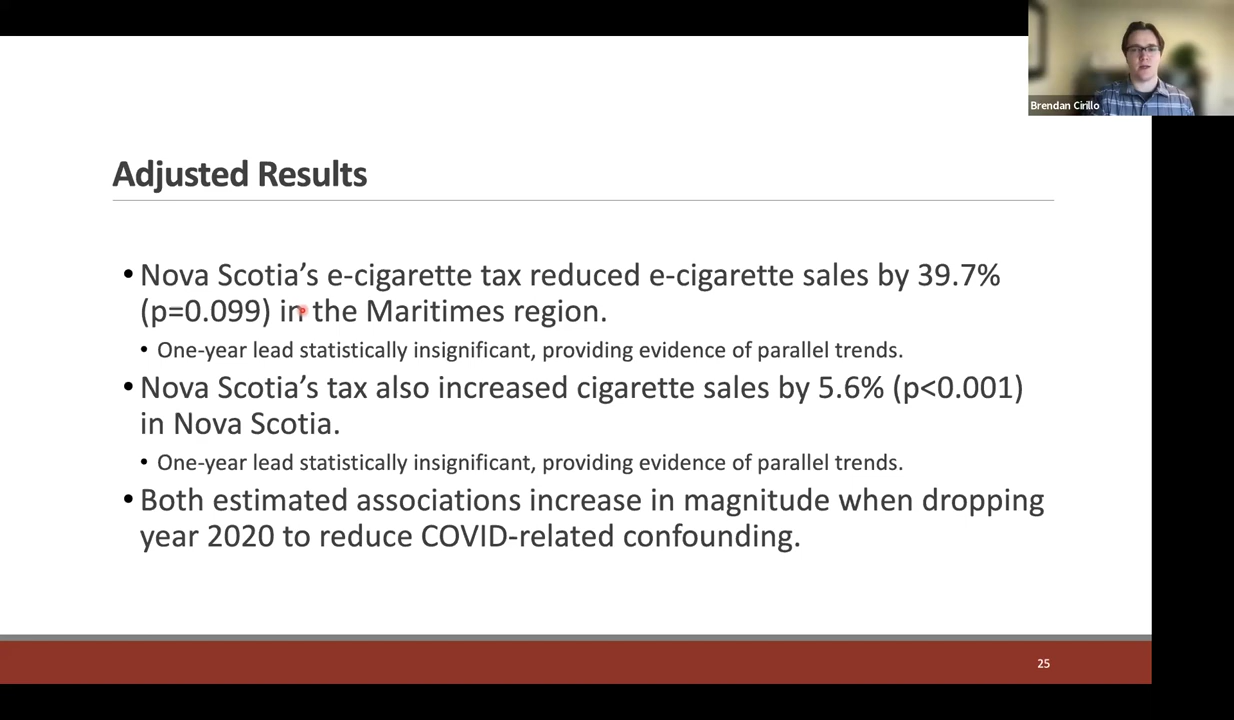 Brendan Cirillo
Adjusted Results
• Nova Scotia’s e-cigarette tax reduced e-cigarette sales by 39.7%
(p=0.099) in the Maritimes region.
• One-year lead statistically insignificant, providing evidence of parallel trends.
• Nova Scotia’s tax also increased cigarette sales by 5.6% (p<0.001)
in Nova Scotia.
• One-year lead statistically insignificant, providing evidence of parallel trends.
• Both estimated associations increase in magnitude when dropping
year 2020 to reduce COVID-related confounding.
25